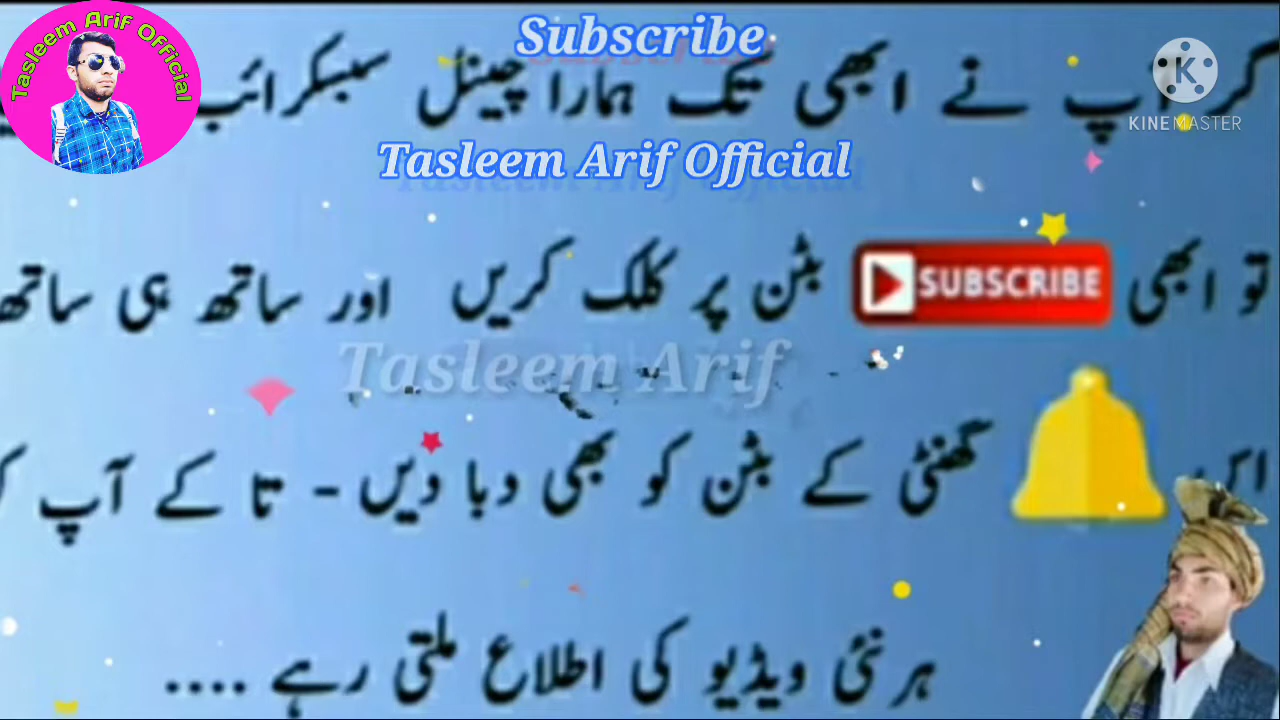 Tasleem Arif Official
Subscribe
KINEMASTER
کر آپ نے ابھی تک ہمارا چینل سبسکرائب
Tasleem Arif Official
تو ابھی SUBSCRIBE بٹن پر کلک کریں اور ساتھ ہی ساتھ
Tasleem Arif
اس گھنٹی کے بٹن کو بھی دبا دیں - تا کے آپ
ہر نئی ویڈیو کی اطلاع ملتی رہے ....